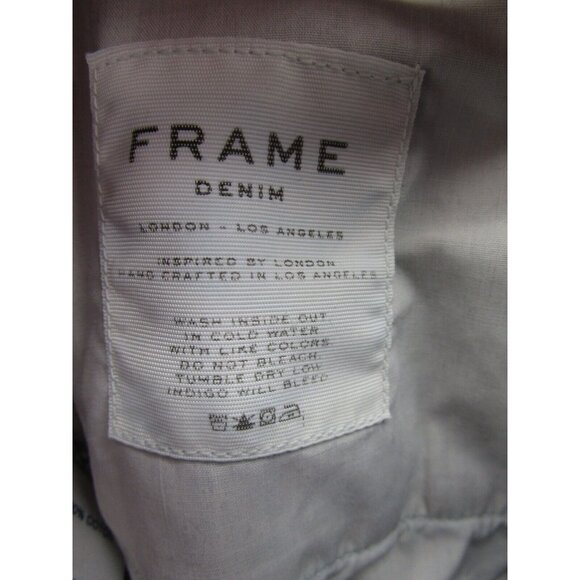 FRAME
DENIM
LONDON - LOS ANGELES
INSPIRED BY LONDON
HAND CRAFTED IN LOS ANGELES
WASH INSIDE OUT
IN COLD WATER
WITH LIKE COLORS
DO NOT BLEACH.
TUMBLE DRY LOW
INDIGO WILL BLEED